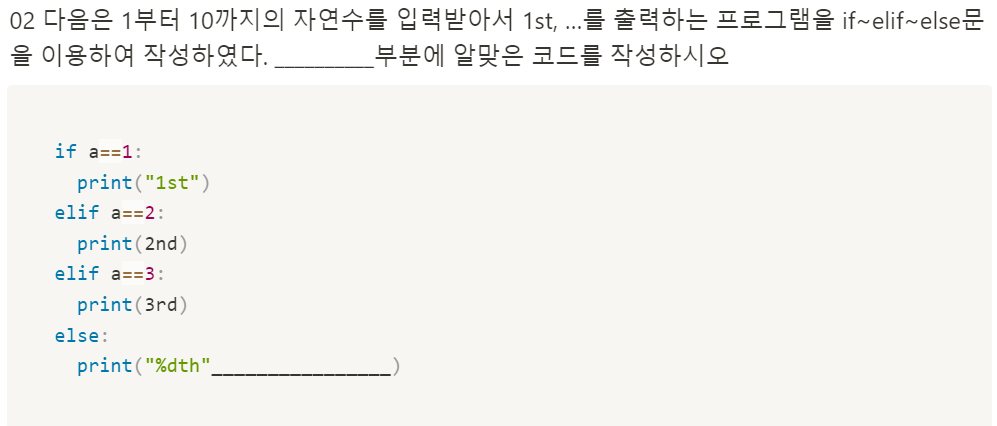 02 다음은 1부터 10까지의 자연수를 입력받아서 1st, ...를 출력하는 프로그램을 if~elif~else문
을 이용하여 작성하였다. __________부분에 알맞은 코드를 작성하시오
if a==1:
print("1st")
elif a==2:
print(2nd)
elif a==3:
print(3rd)
else:
print("%dth"________________)